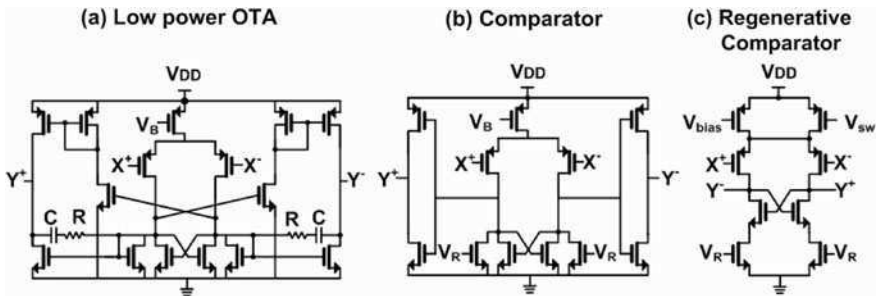 (a) Low power OTA
VDD
VB
X+ X-
Y+ Y-
C R R C
(b) Comparator
VDD
VB
X+ X-
Y+ Y-
VR VR
(c) Regenerative
Comparator
VDD
Vbias Vsw
X+ X-
Y- Y+
VR VR